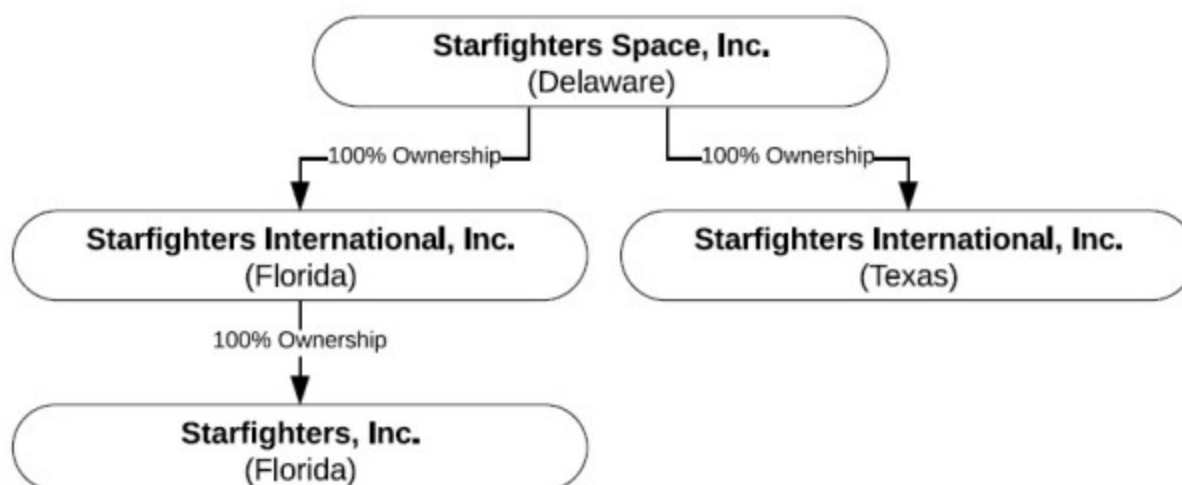 Starfighters Space, Inc.
(Delaware)
100% Ownership
100% Ownership
Starfighters International, Inc.
(Florida)
Starfighters International, Inc.
(Texas)
100% Ownership
Starfighters, Inc.
(Florida)